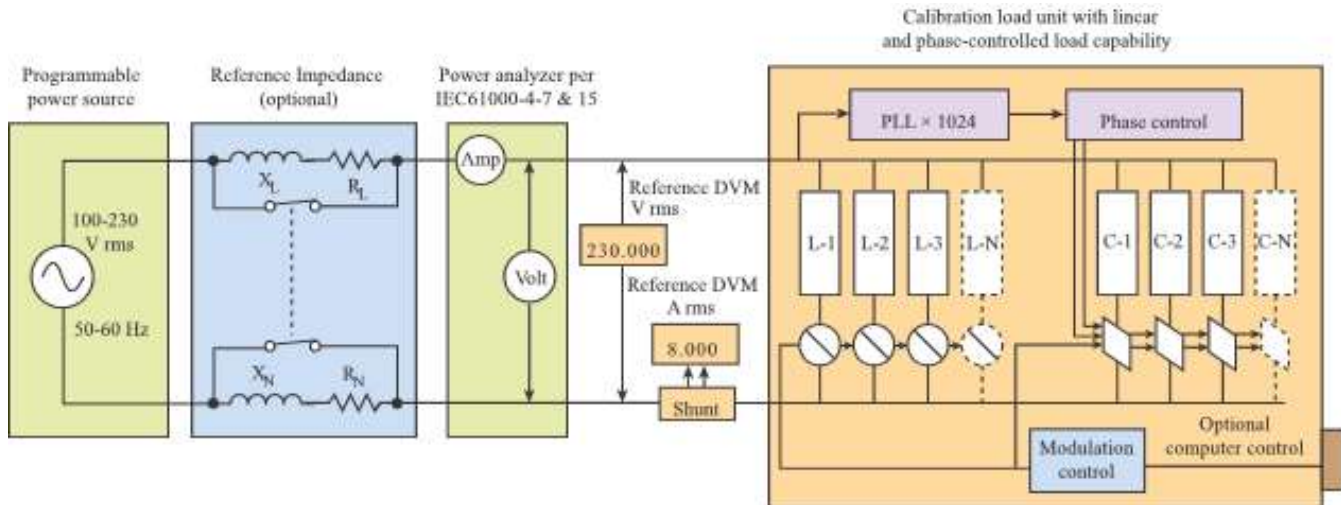 Calibration load unit with linear
and phase-controlled load capability
Programmable
power source
Reference Impedance
(optional)
Power analyzer per
IEC61000-4-7 & 15
PLL × 1024
Phase control
Amp
X_L
R_L
Reference DVM
V rms
100-230
V rms
230.000
L-1
L-2
L-3
L-N
C-1
C-2
C-3
C-N
Volt
Reference DVM
A rms
50-60 Hz
8.000
X_N
R_N
Shunt
Optional
computer control
Modulation
control